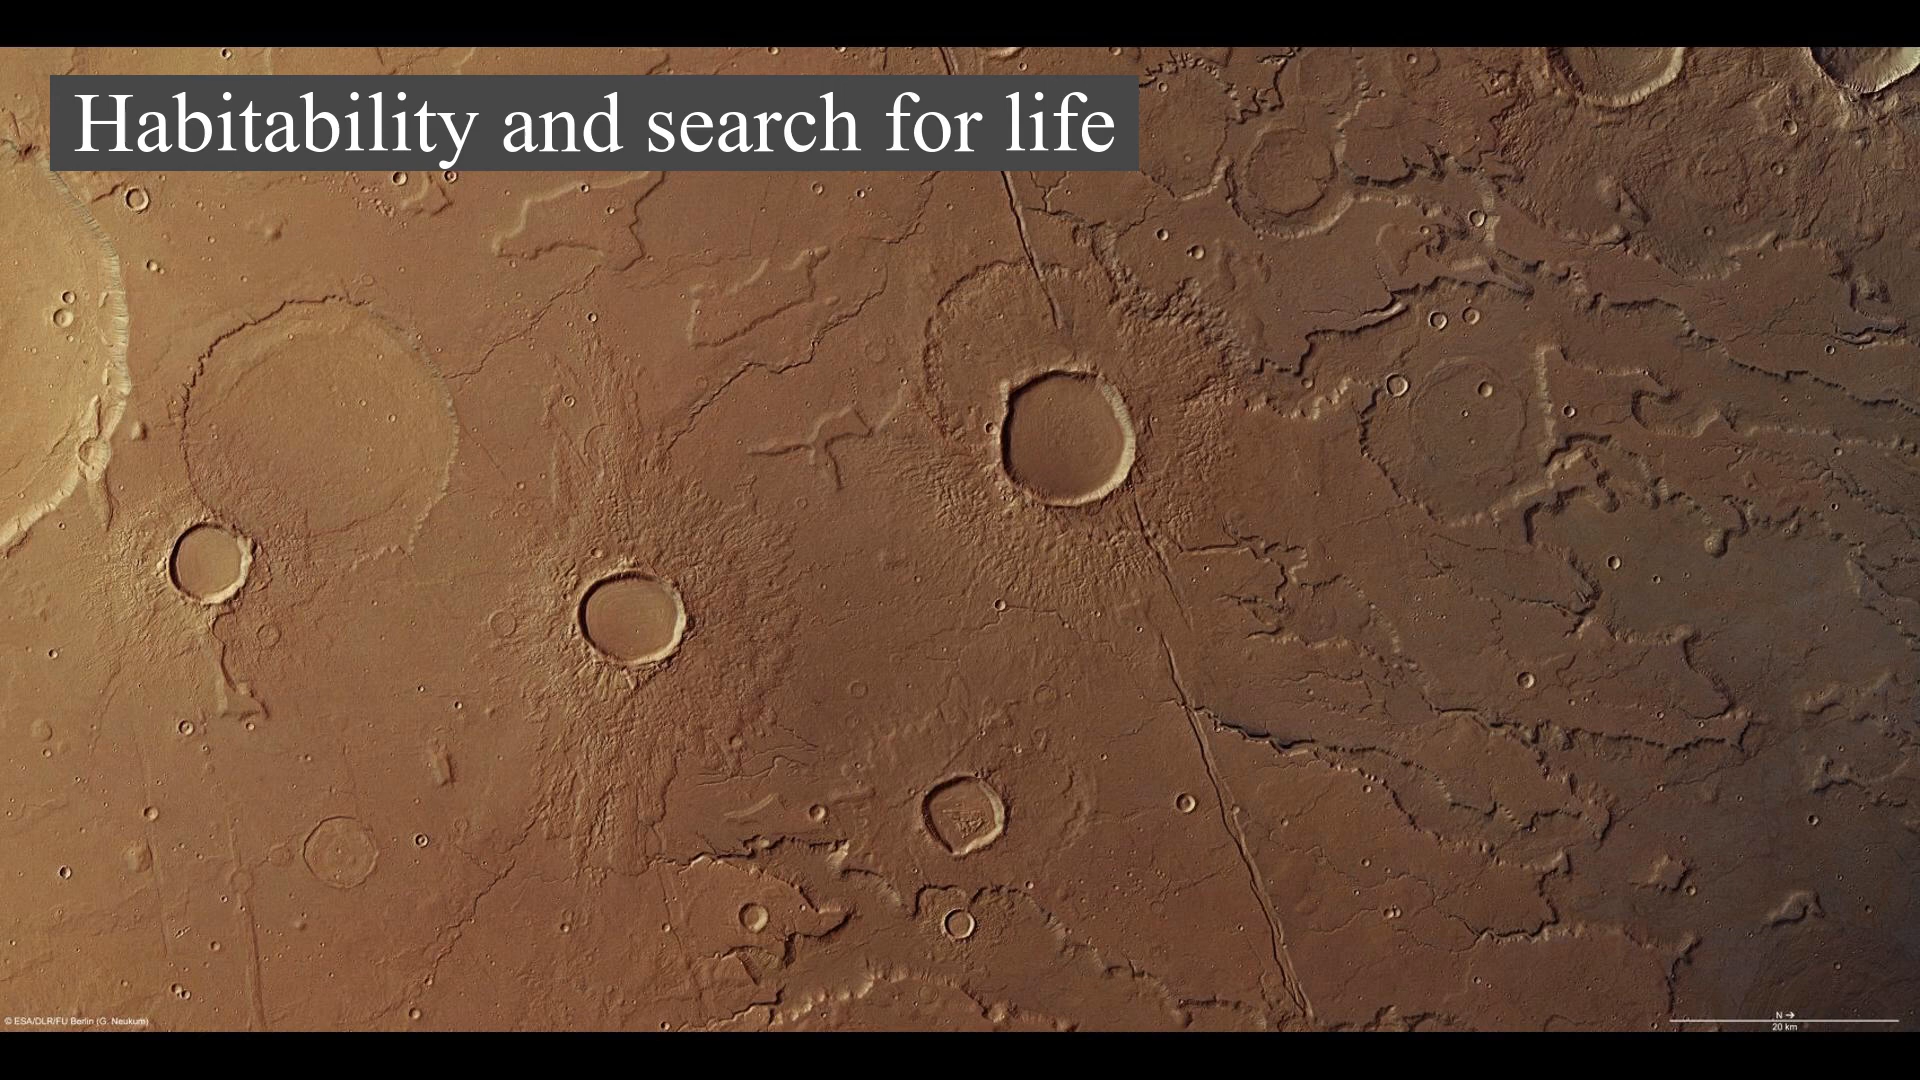 Habitability and search for life
© ESA/DLR/FU Berlin (G. Neukum)
N →
20 km